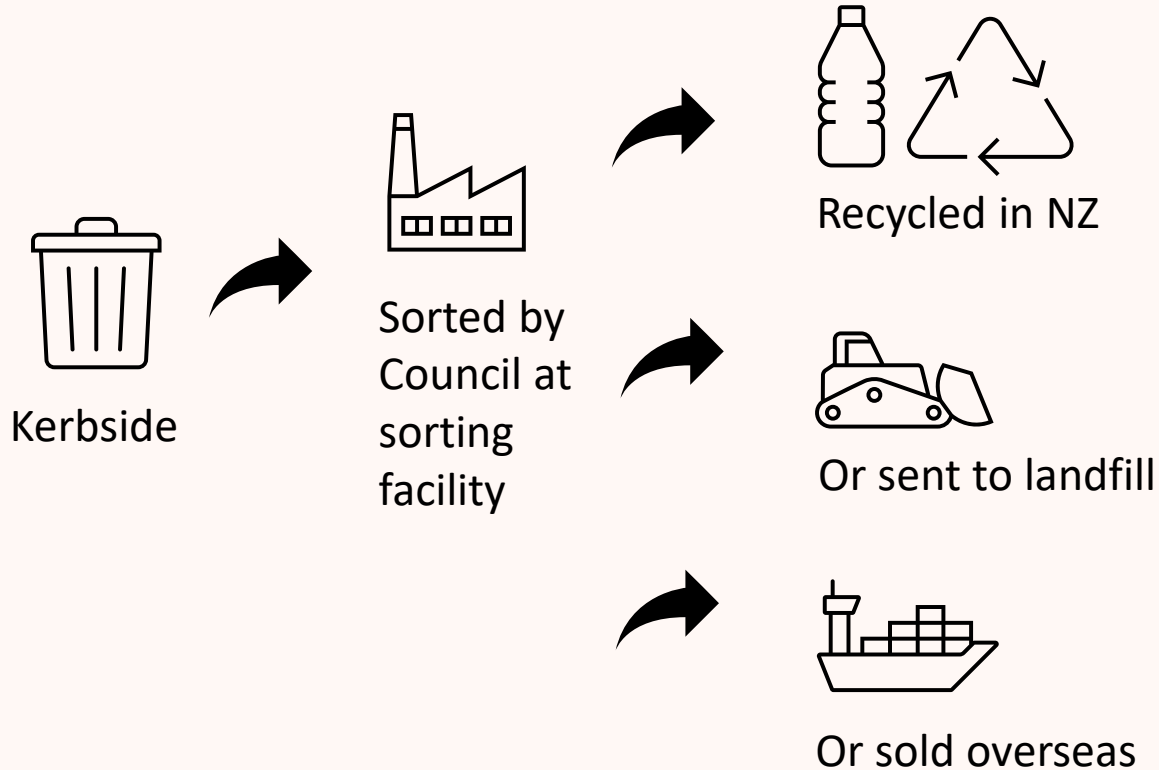 Kerbside
Sorted by
Council at
sorting
facility
Recycled in NZ
Or sent to landfill
Or sold overseas